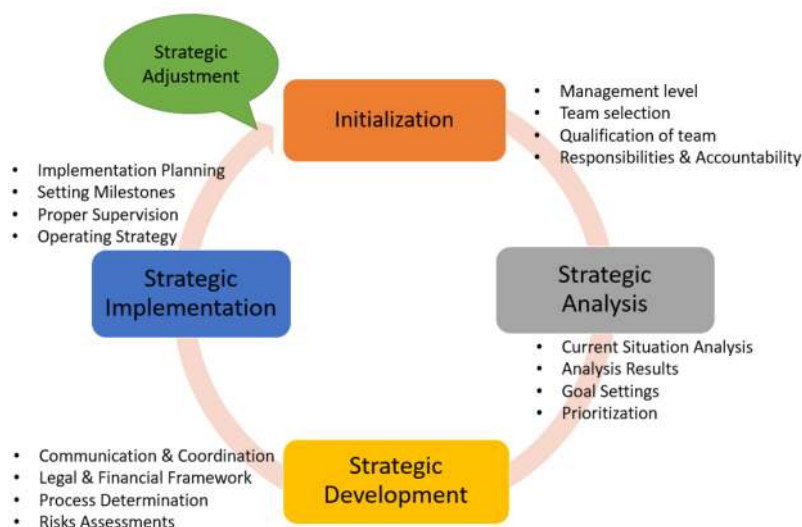 Strategic
Adjustment
Initialization
• Management level
• Team selection
• Qualification of team
• Responsibilities & Accountability
• Implementation Planning
• Setting Milestones
• Proper Supervision
• Operating Strategy
Strategic
Implementation
Strategic
Analysis
• Current Situation Analysis
• Analysis Results
• Goal Settings
• Prioritization
• Communication & Coordination
• Legal & Financial Framework
• Process Determination
• Risks Assessments
Strategic
Development